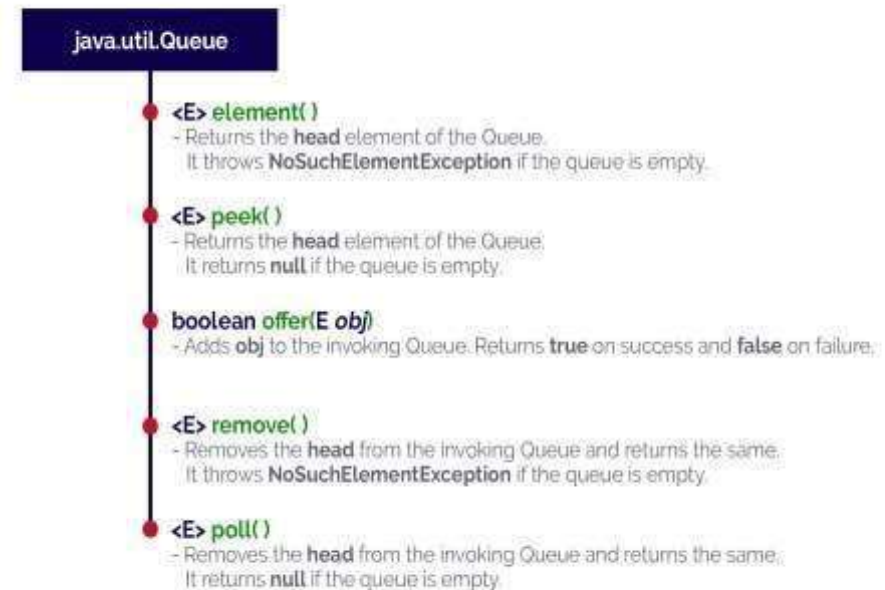 java.util.Queue
<E> element( )
- Returns the head element of the Queue.
It throws NoSuchElementException if the queue is empty.
<E> peek( )
- Returns the head element of the Queue.
It returns null if the queue is empty.
boolean offer(E obj)
- Adds obj to the invoking Queue. Returns true on success and false on failure.
<E> remove( )
- Removes the head from the invoking Queue and returns the same.
It throws NoSuchElementException if the queue is empty.
<E> poll( )
- Removes the head from the invoking Queue and returns the same.
It returns null if the queue is empty.